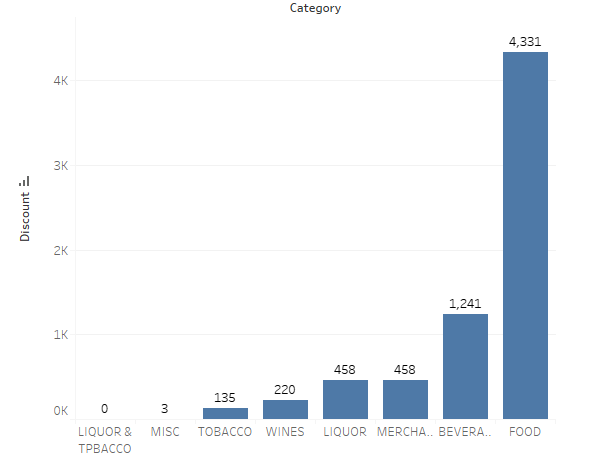 Category
4,331
4K
3K
Discount
2K
1,241
1K
458
458
220
135
3
0
0K
LIQUOR &
TPBACCO
MISC
TOBACCO
WINES
LIQUOR
MERCHA..
BEVERA..
FOOD